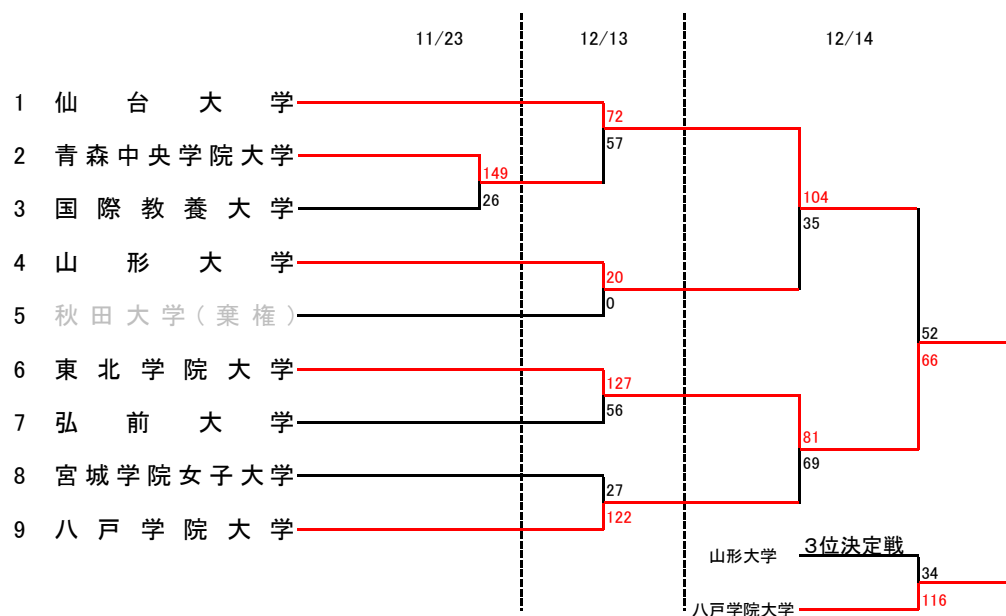 11/23 12/13 12/14
1 仙台大学
72
57
2 青森中央学院大学
149
26
3 国際教養大学
104
35
4 山形大学
20
0
5 秋田大学(棄権)
52
66
6 東北学院大学
127
56
7 弘前大学
81
69
8 宮城学院女子大学
27
122
9 八戸学院大学
3位決定戦
山形大学
34
116
八戸学院大学